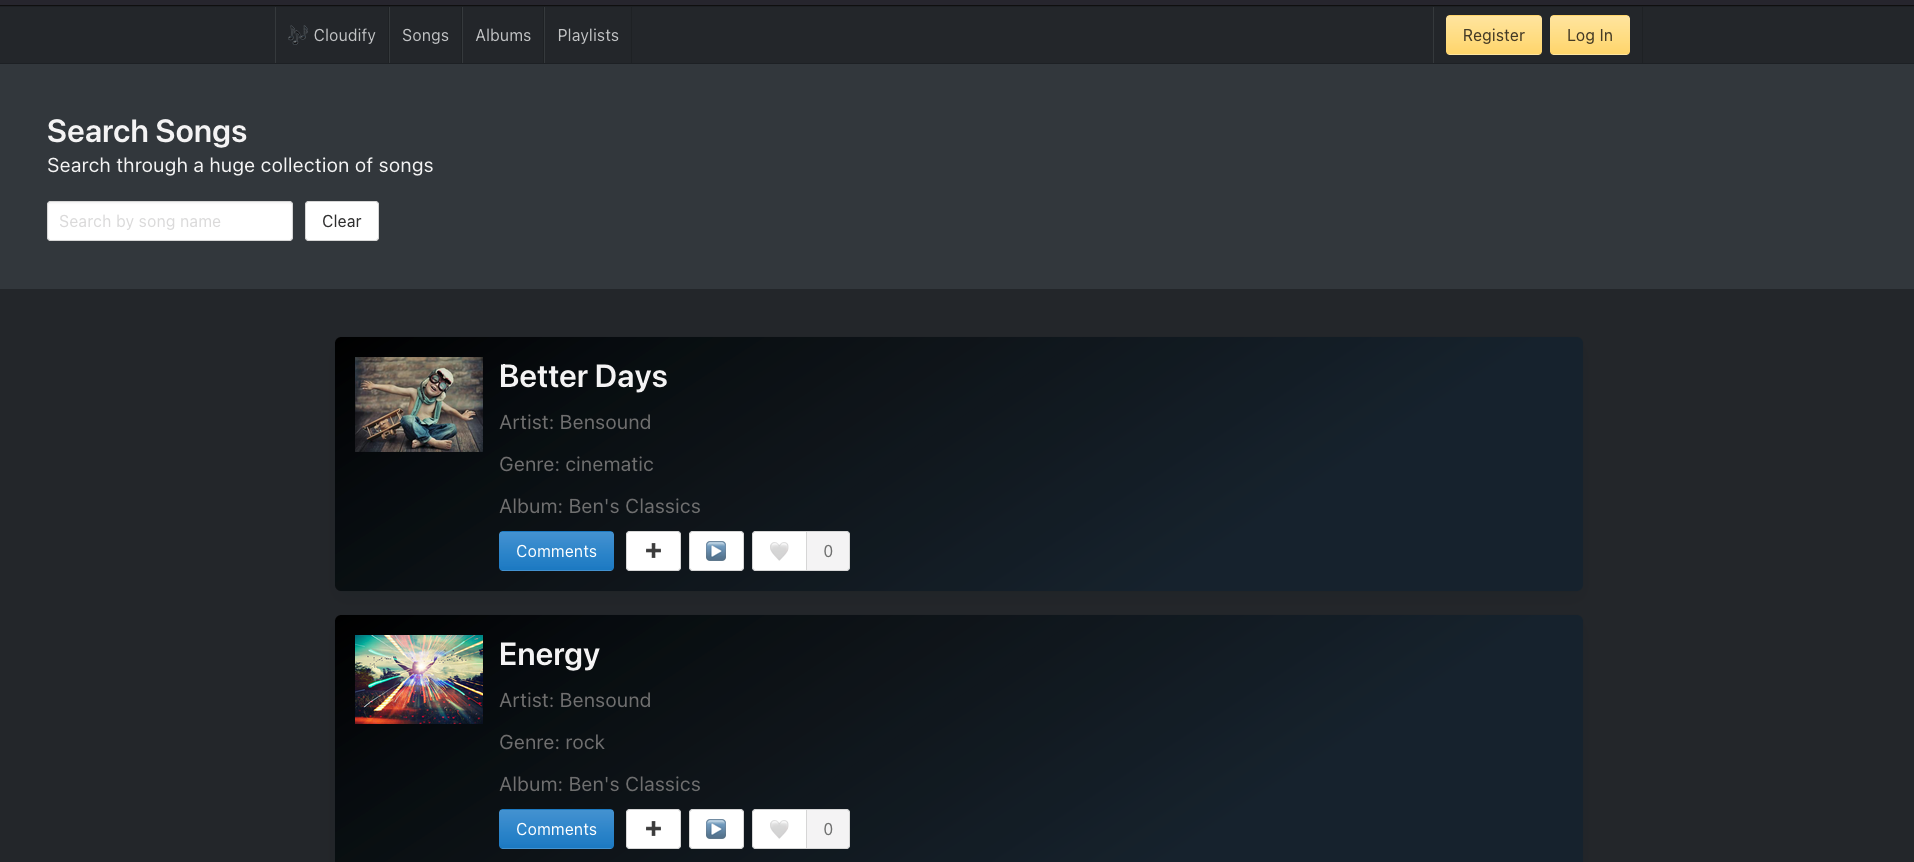 Cloudify Songs Albums Playlists Register Log In
Search Songs
Search through a huge collection of songs
Search by song name Clear
Better Days
Artist: Bensound
Genre: cinematic
Album: Ben's Classics
Comments 0
Energy
Artist: Bensound
Genre: rock
Album: Ben's Classics
Comments 0